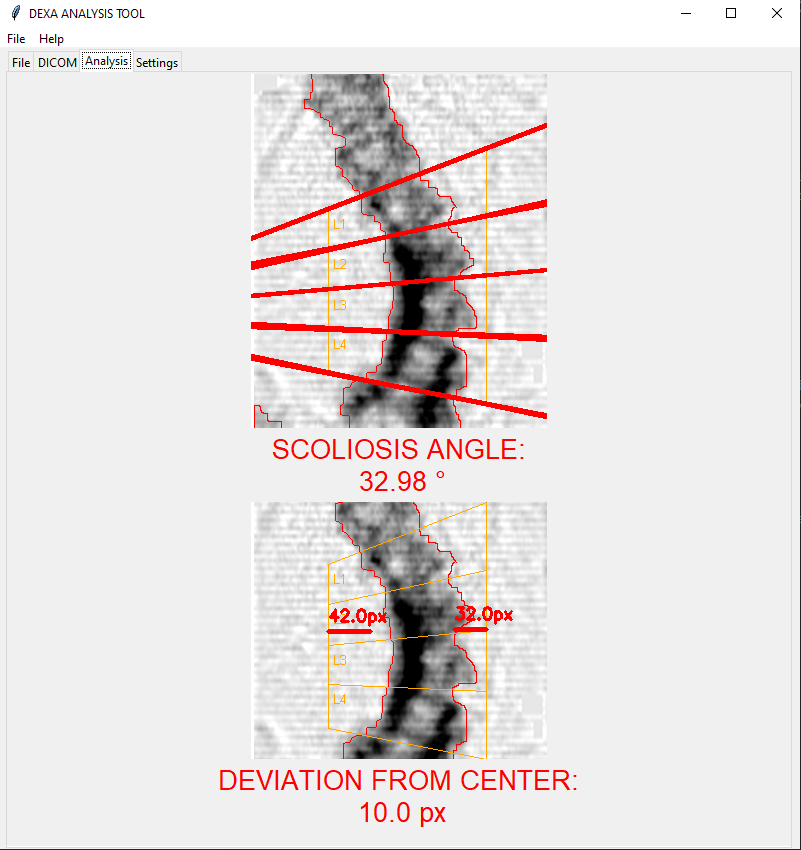 DEXA ANALYSIS TOOL
File Help
File DICOM Analysis Settings
L1
L2
L3
L4
SCOLIOSIS ANGLE:
32.98 °
L1
42.0px 32.0px
L3
L4
DEVIATION FROM CENTER:
10.0 px